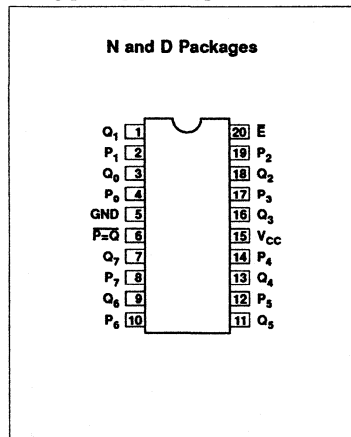 N and D Packages
Q₁ 1 20 E̅
P₁ 2 19 P₂
Q₀ 3 18 Q₂
P₀ 4 17 P₃
GND 5 16 Q₃
P̅=̅Q̅ 6 15 V_CC
Q₇ 7 14 P₄
P₇ 8 13 Q₄
Q₆ 9 12 P₅
P₆ 10 11 Q₅